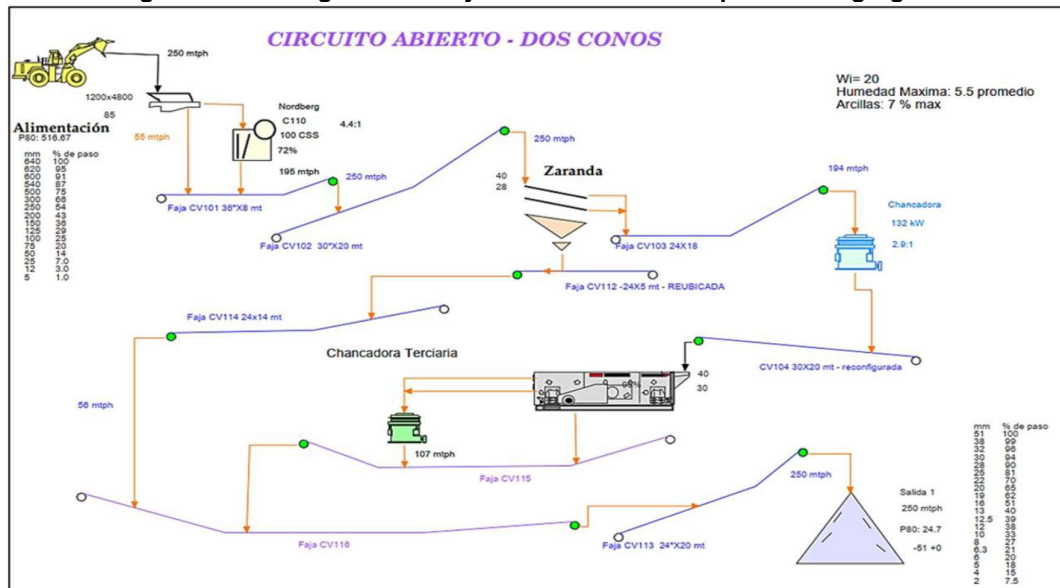 CIRCUITO ABIERTO - DOS CONOS
250 mtph
1200x4800
85
Alimentación
P80: 516.67
55 mtph
mm % de paso
640 100
620 95
600 91
540 87
500 75
300 66
250 54
200 43
150 36
125 29
100 25
75 20
50 14
25 7.0
12 3.0
5 1.0
Nordberg
C110
100 CSS
72%
4.4:1
195 mtph
250 mtph
Faja CV101 36"X8 mt
Faja CV102 30"X20 mt
250 mtph
Zaranda
40
28
Faja CV103 24X18
194 mtph
Wi= 20
Humedad Maxima: 5.5 promedio
Arcillas: 7 % max
Chancadora
132 kW
2.9:1
Faja CV112 -24X5 mt - REUBICADA
Faja CV114 24x14 mt
Chancadora Terciaria
CV104 30X20 mt - reconfigurada
40
30
56 mtph
107 mtph
Faja CV115
Faja CV116
Faja CV113 24"X20 mt
250 mtph
Salida 1
250 mtph
P80: 24.7
-51 +0
mm % de paso
51 100
38 99
32 96
30 94
28 90
25 81
22 70
20 65
19 62
16 51
13 40
12.5 39
12 38
10 33
8 27
6.3 21
6 20
5 18
4 15
2 7.5